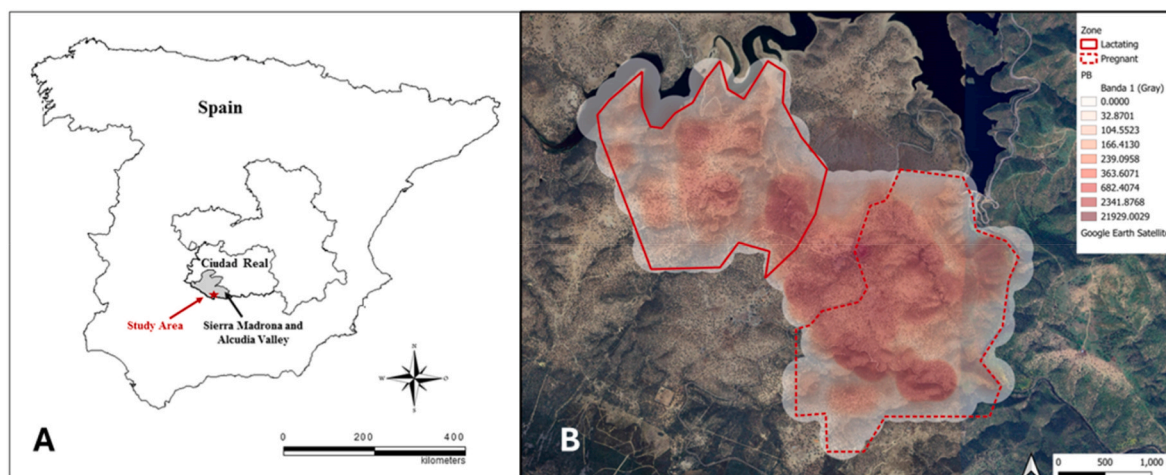 Spain
Ciudad Real
Study Area
Sierra Madrona and
Alcudia Valley
N
W
O
S
A
0 200 400
kilometers
Zone
Lactating
Pregnant
PB
Banda 1 (Gray)
0.0000
32.8701
104.5523
166.4130
239.0958
363.6071
682.4074
2341.8768
21929.0029
Google Earth Satellite
B
0 500 1,000